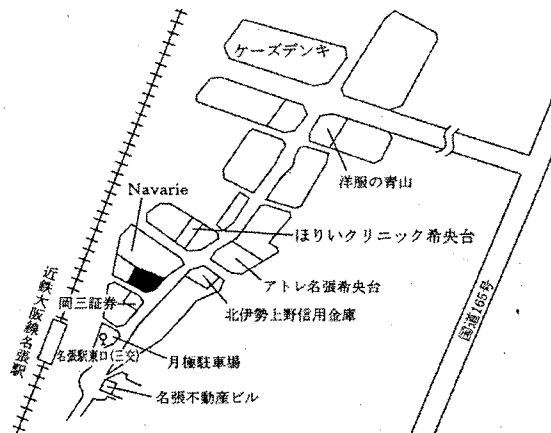 ケーズデンキ
洋服の青山
Navarie
ほりいクリニック希央台
アトレ名張希央台
岡三証券
北伊勢上野信用金庫
国道165号
近鉄大阪線名張駅
名張駅東口(三交)
月極駐車場
名張不動産ビル